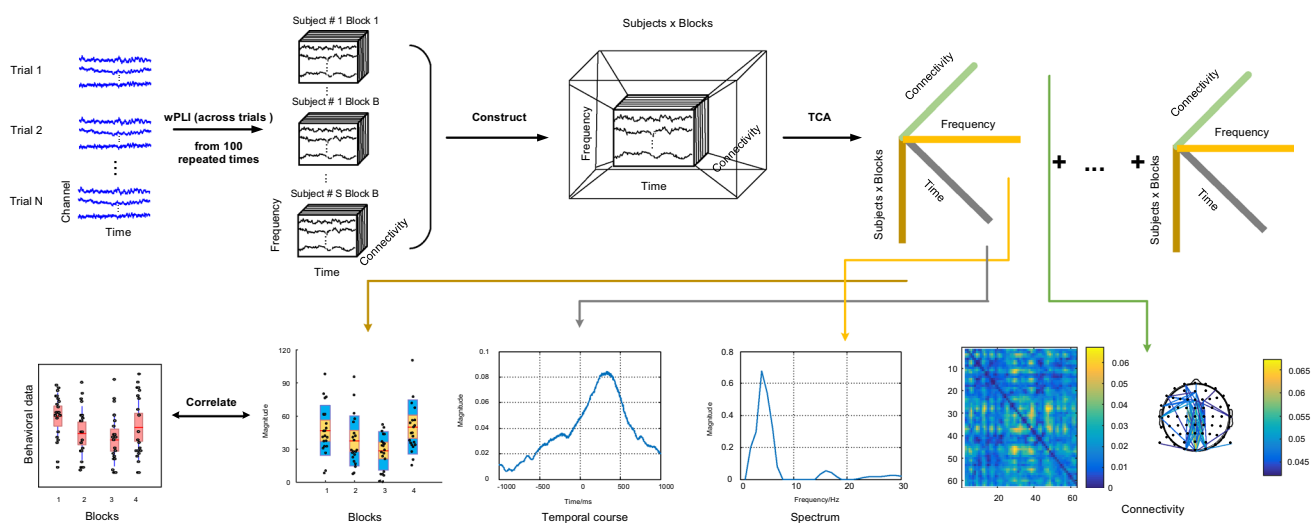 Trial 1
Trial 2
Trial N
Channel
Time
wPLI (across trials )
from 100
repeated times
Subject # 1 Block 1
Subject # 1 Block B
Subject # S Block B
Frequency
Time
Connectivity
Construct
Subjects x Blocks
Frequency
Time
Connectivity
TCA
Connectivity
Frequency
Time
Subjects x Blocks
+ ... +
Connectivity
Frequency
Time
Subjects x Blocks
Behavioral data
1 2 3 4
Blocks
Correlate
120
90
60
30
0
Magnitude
1 2 3 4
Blocks
0.1
0.08
0.06
0.04
0.02
0
Magnitude
-1000 -500 0 500 1000
Time/ms
Temporal course
0.8
0.6
0.4
0.2
0
Magnitude
0 10 20 30
Frequency/Hz
Spectrum
10
20
30
40
50
60
20 40 60
0.06
0.05
0.04
0.03
0.02
0.01
0
0.065
0.06
0.055
0.05
0.045
Connectivity